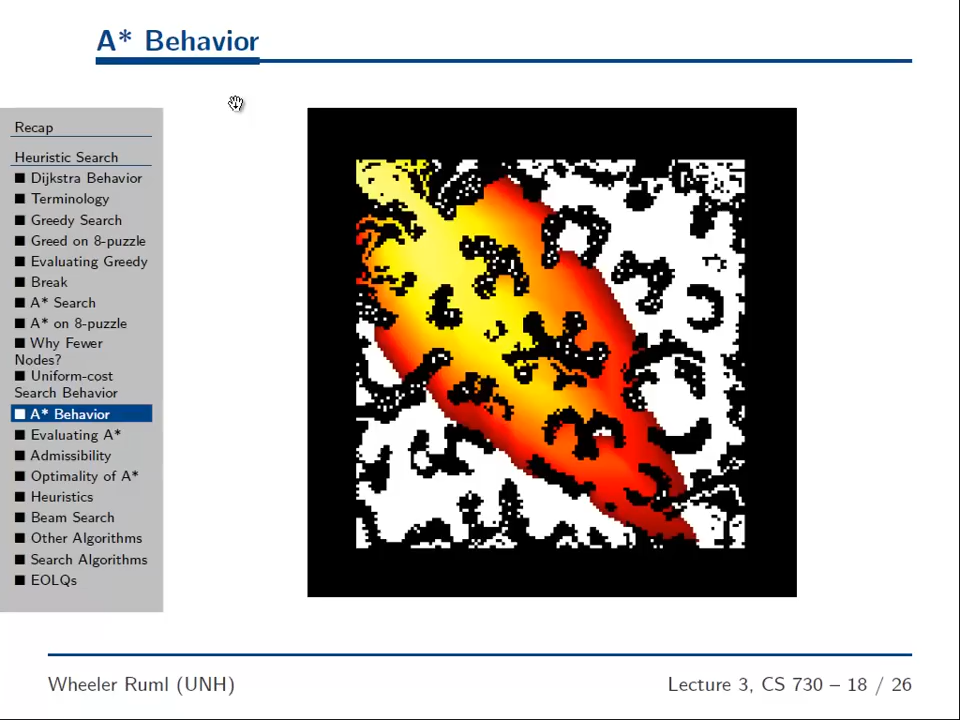 A* Behavior
Recap
Heuristic Search
■ Dijkstra Behavior
■ Terminology
■ Greedy Search
■ Greed on 8-puzzle
■ Evaluating Greedy
■ Break
■ A* Search
■ A* on 8-puzzle
■ Why Fewer
Nodes?
■ Uniform-cost
Search Behavior
■ A* Behavior
■ Evaluating A*
■ Admissibility
■ Optimality of A*
■ Heuristics
■ Beam Search
■ Other Algorithms
■ Search Algorithms
■ EOLQs
Wheeler Ruml (UNH)
Lecture 3, CS 730 – 18 / 26